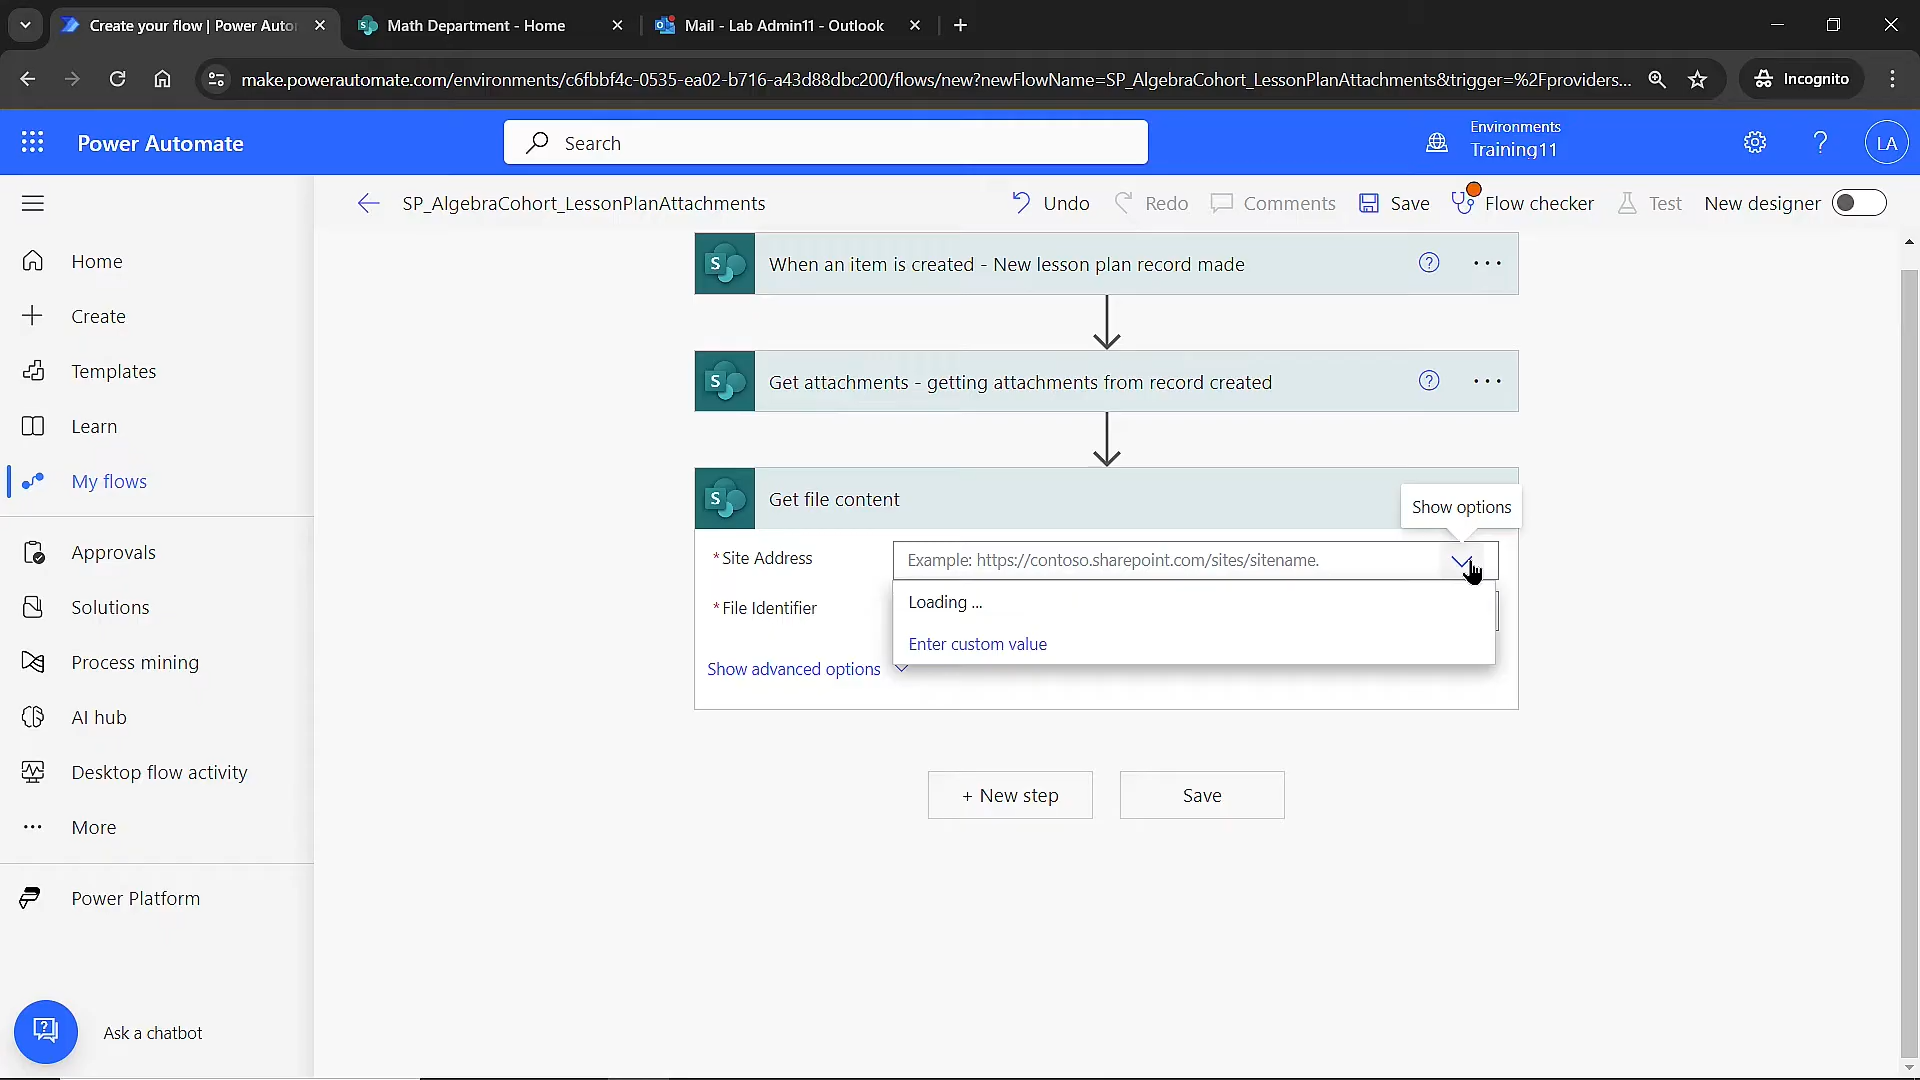 Create your flow | Power Auto
Math Department - Home
Mail - Lab Admin11 - Outlook
make.powerautomate.com/environments/c6fbbf4c-0535-ea02-b716-a43d88dbc200/flows/new?newFlowName=SP_AlgebraCohort_LessonPlanAttachments&trigger=%2Fproviders...
Incognito
Power Automate
Search
Environments
Training11
LA
SP_AlgebraCohort_LessonPlanAttachments
Undo
Redo
Comments
Save
Flow checker
Test
New designer
Home
Create
Templates
Learn
My flows
Approvals
Solutions
Process mining
AI hub
Desktop flow activity
More
Power Platform
Ask a chatbot
S
When an item is created - New lesson plan record made
S
Get attachments - getting attachments from record created
S
Get file content
Show options
*Site Address
Example: https://contoso.sharepoint.com/sites/sitename.
*File Identifier
Loading ...
Enter custom value
Show advanced options
+ New step
Save